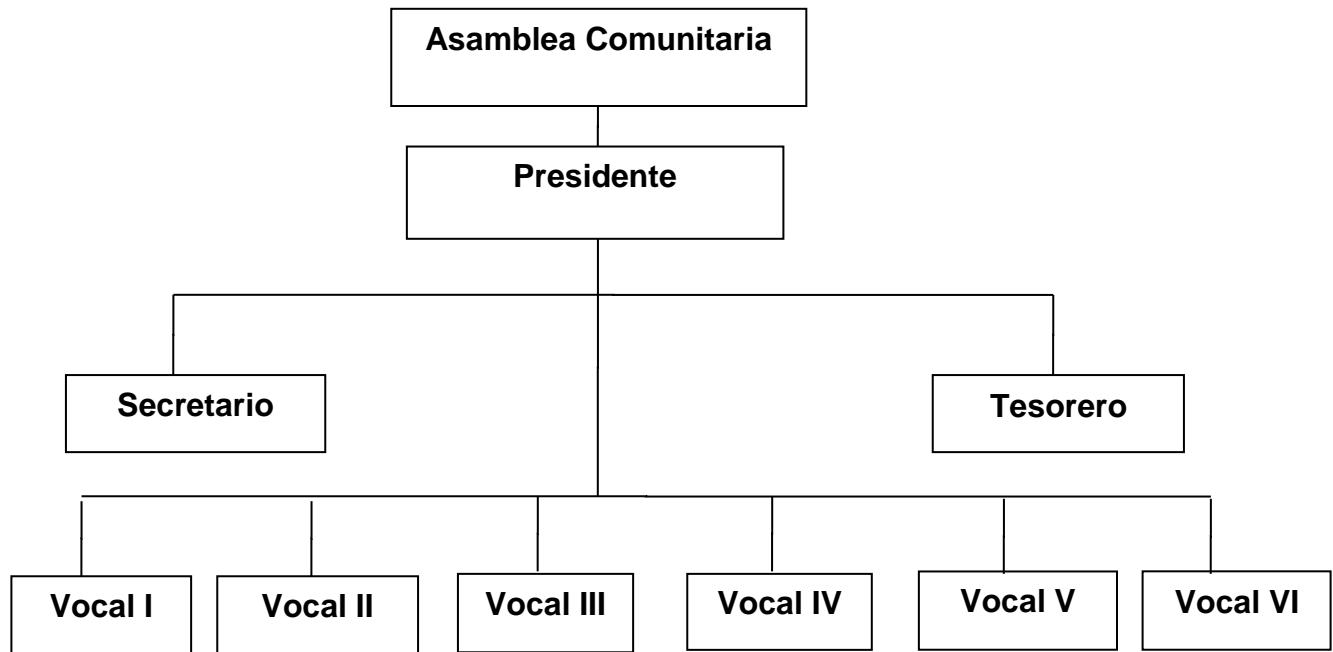 Asamblea Comunitaria
Presidente
Secretario
Tesorero
Vocal I
Vocal II
Vocal III
Vocal IV
Vocal V
Vocal VI